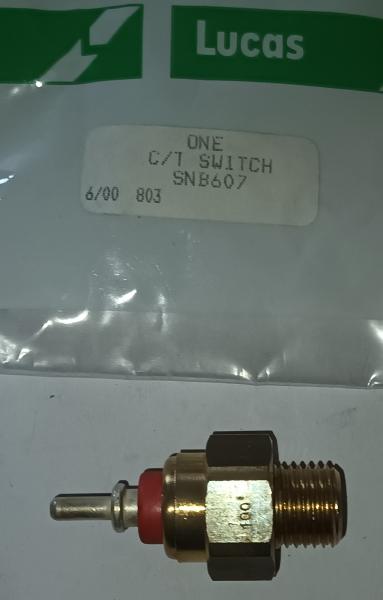 Lucas
ONE
C/T SWITCH
SNB607
6/00 803
100°